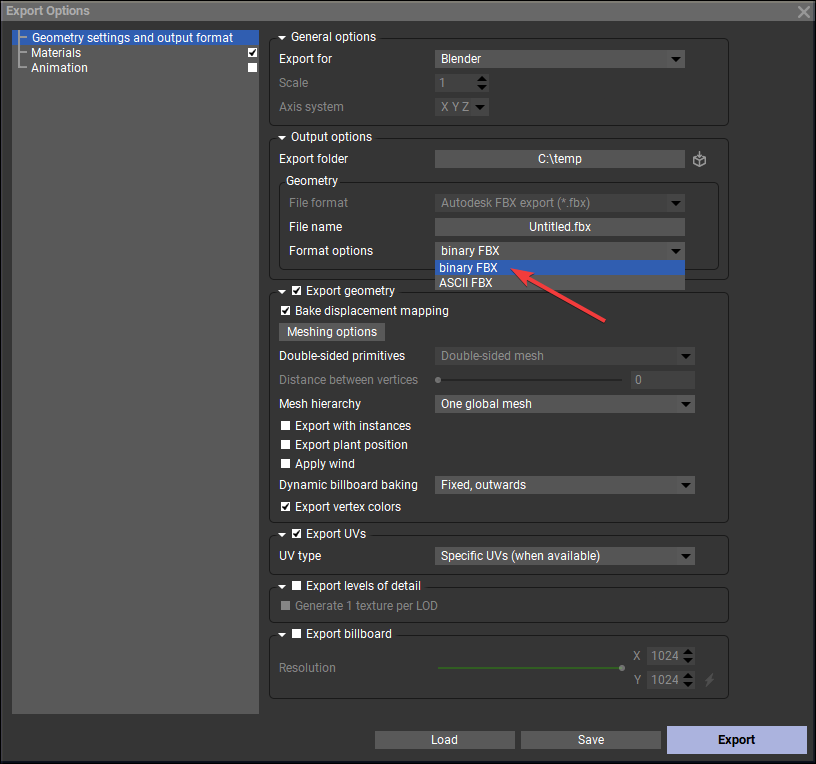 Export Options
Geometry settings and output format
Materials
Animation
General options
Export for Blender
Scale 1
Axis system X Y Z
Output options
Export folder C:\temp
Geometry
File format Autodesk FBX export (*.fbx)
File name Untitled.fbx
Format options binary FBX
binary FBX
ASCII FBX
Export geometry
Bake displacement mapping
Meshing options
Double-sided primitives Double-sided mesh
Distance between vertices 0
Mesh hierarchy One global mesh
Export with instances
Export plant position
Apply wind
Dynamic billboard baking Fixed, outwards
Export vertex colors
Export UVs
UV type Specific UVs (when available)
Export levels of detail
Generate 1 texture per LOD
Export billboard
Resolution X 1024
Y 1024
Load Save Export